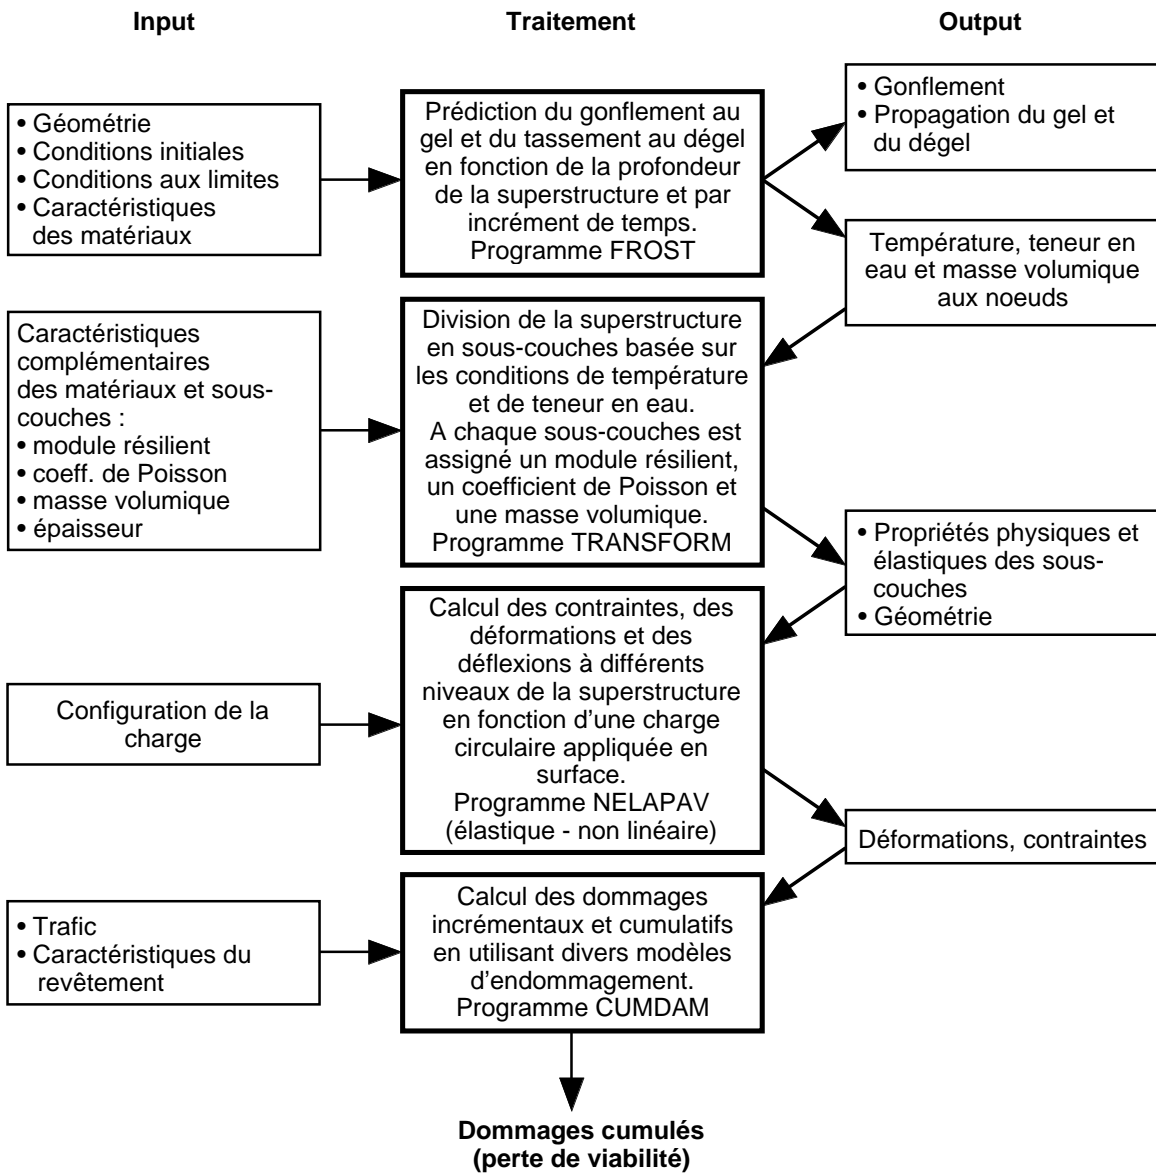 Input
Traitement
Output
• Géométrie
• Conditions initiales
• Conditions aux limites
• Caractéristiques
des matériaux
Prédiction du gonflement au
gel et du tassement au dégel
en fonction de la profondeur
de la superstructure et par
incrément de temps.
Programme FROST
• Gonflement
• Propagation du gel et
du dégel
Température, teneur en
eau et masse volumique
aux noeuds
Caractéristiques
complémentaires
des matériaux et sous-
couches :
• module résilient
• coeff. de Poisson
• masse volumique
• épaisseur
Division de la superstructure
en sous-couches basée sur
les conditions de température
et de teneur en eau.
A chaque sous-couches est
assigné un module résilient,
un coefficient de Poisson et
une masse volumique.
Programme TRANSFORM
• Propriétés physiques et
élastiques des sous-
couches
• Géométrie
Configuration de la
charge
Calcul des contraintes, des
déformations et des
déflexions à différents
niveaux de la superstructure
en fonction d’une charge
circulaire appliquée en
surface.
Programme NELAPAV
(élastique - non linéaire)
Déformations, contraintes
• Trafic
• Caractéristiques du
revêtement
Calcul des dommages
incrémentaux et cumulatifs
en utilisant divers modèles
d’endommagement.
Programme CUMDAM
Dommages cumulés
(perte de viabilité)